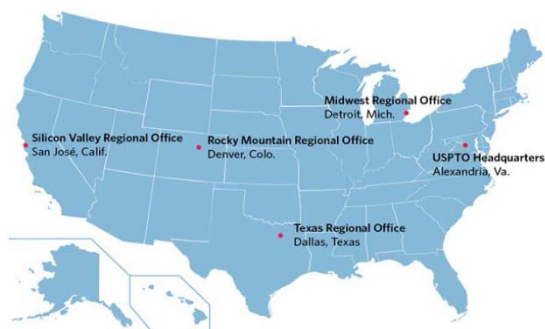 Midwest Regional Office
Detroit, Mich.
Silicon Valley Regional Office
San José, Calif.
Rocky Mountain Regional Office
Denver, Colo.
USPTO Headquarters
Alexandria, Va.
Texas Regional Office
Dallas, Texas